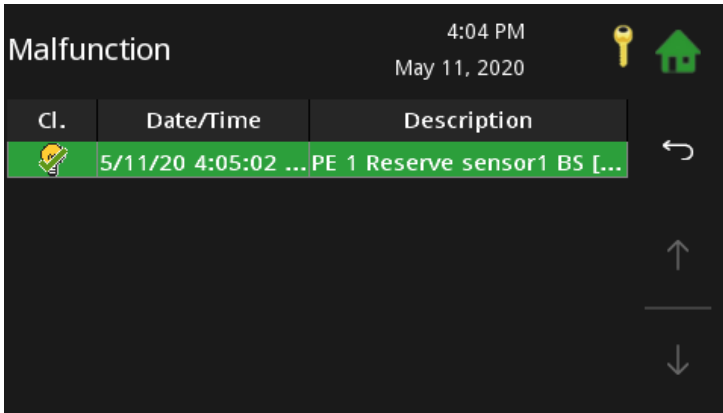 Malfunction
4:04 PM
May 11, 2020
Cl. Date/Time Description
5/11/20 4:05:02 ... PE 1 Reserve sensor1 BS [...